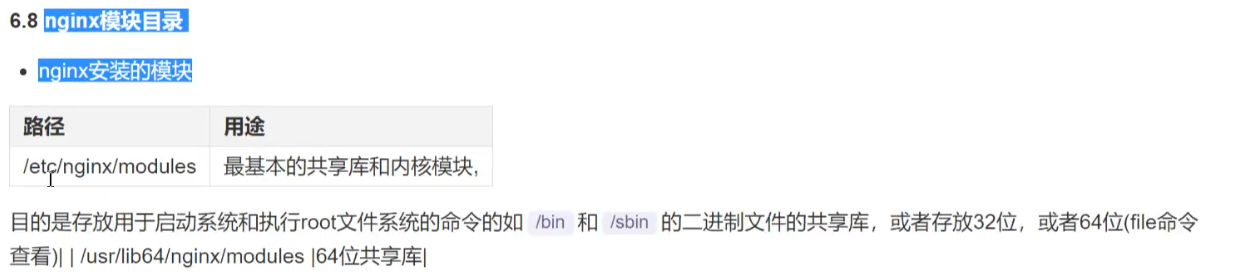 6.8 nginx模块目录
• nginx安装的模块
路径 用途
/etc/nginx/modules 最基本的共享库和内核模块,
目的是存放用于启动系统和执行root文件系统的命令的如 /bin 和 /sbin 的二进制文件的共享库，或者存放32位，或者64位(file命令
查看)| | /usr/lib64/nginx/modules |64位共享库|